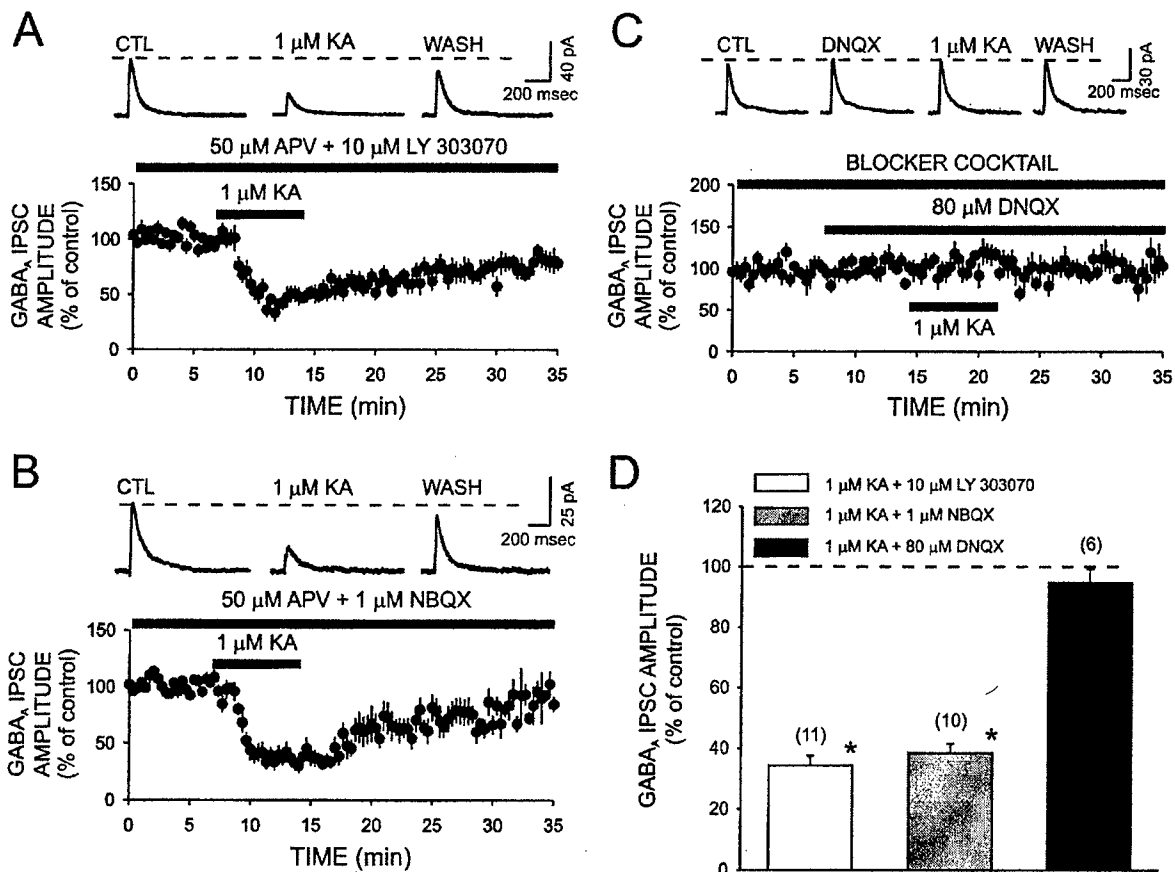 A
CTL
1 μM KA
WASH
40 pA
200 msec
50 μM APV + 10 μM LY 303070
1 μM KA
150
100
50
0
GABA_A IPSC
AMPLITUDE
(% of control)
0 5 10 15 20 25 30 35
TIME (min)
B
CTL
1 μM KA
WASH
25 pA
200 msec
50 μM APV + 1 μM NBQX
1 μM KA
150
100
50
0
GABA_A IPSC
AMPLITUDE
(% of control)
0 5 10 15 20 25 30 35
TIME (min)
C
CTL
DNQX
1 μM KA
WASH
30 pA
200 msec
BLOCKER COCKTAIL
80 μM DNQX
1 μM KA
200
150
100
50
0
GABA_A IPSC
AMPLITUDE
(% of control)
0 5 10 15 20 25 30 35
TIME (min)
D
1 μM KA + 10 μM LY 303070
1 μM KA + 1 μM NBQX
1 μM KA + 80 μM DNQX
120
100
80
60
40
20
0
GABA_A IPSC AMPLITUDE
(% of control)
(11)
*
(10)
*
(6)